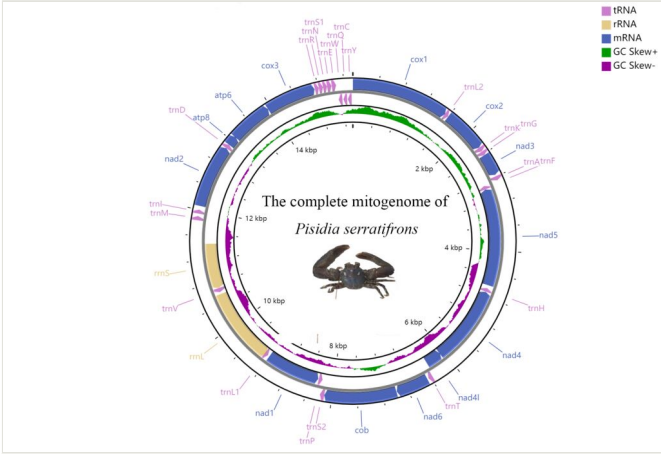 tRNA
rRNA
mRNA
GC Skew+
GC Skew-
trnS1
trnN
trnR
trnC
trnQ
trnW
trnE
trnY
cox3
cox1
atp6
trnL2
trnD
atp8
cox2
trnK
trnG
nad3
14 kbp
2 kbp
nad2
trnA
trnF
The complete mitogenome of
Pisidia serratifrons
trnI
trnM
12 kbp
nad5
4 kbp
rrnS
trnV
10 kbp
trnH
6 kbp
8 kbp
rrnL
nad4
trnL1
nad4l
nad1
trnT
trnS2
nad6
trnP
cob